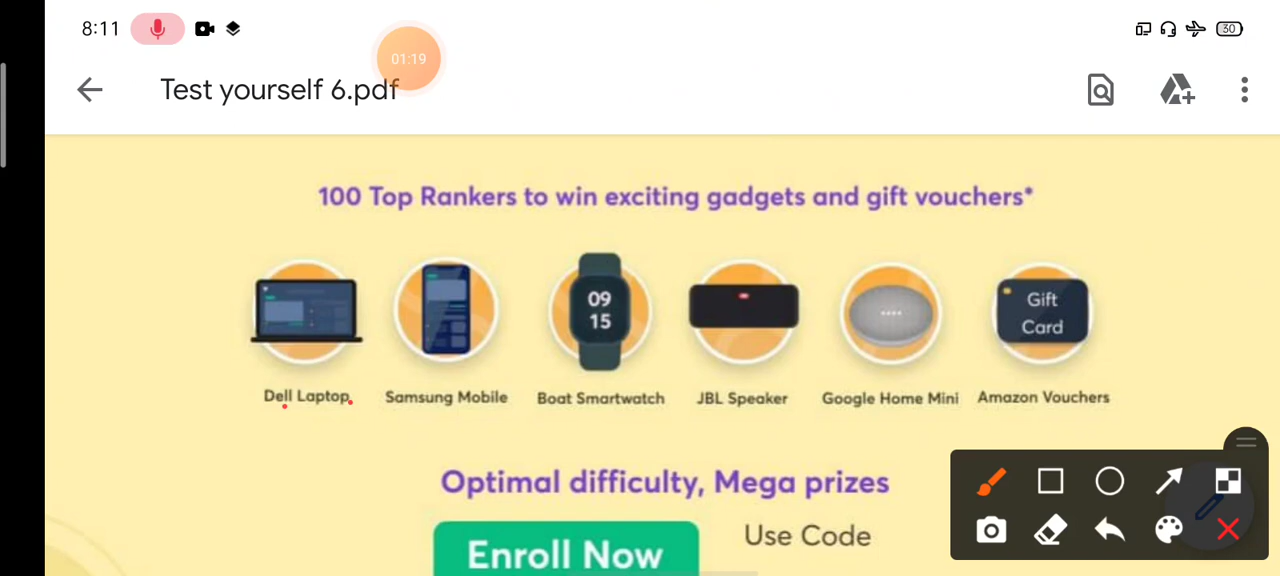 8:11
30
01:19
Test yourself 6.pdf
100 Top Rankers to win exciting gadgets and gift vouchers*
09
15
Gift
Card
Dell Laptop
Samsung Mobile
Boat Smartwatch
JBL Speaker
Google Home Mini
Amazon Vouchers
Optimal difficulty, Mega prizes
Enroll Now
Use Code